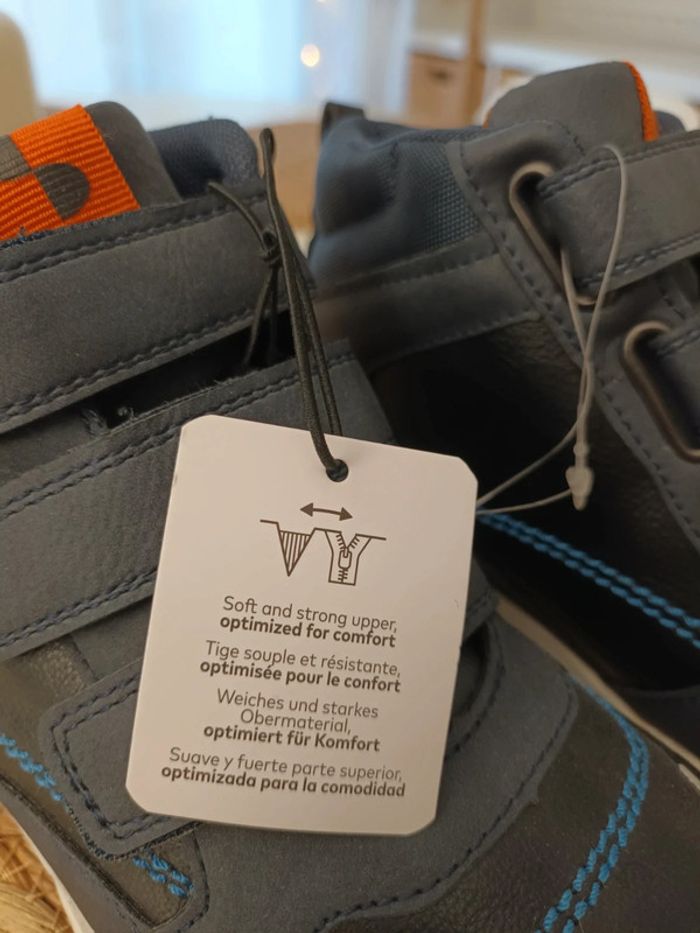 Soft and strong upper,
optimized for comfort
Tige souple et résistante,
optimisée pour le confort
Weiches und starkes
Obermaterial,
optimiert für Komfort
Suave y fuerte parte superior,
optimizada para la comodidad